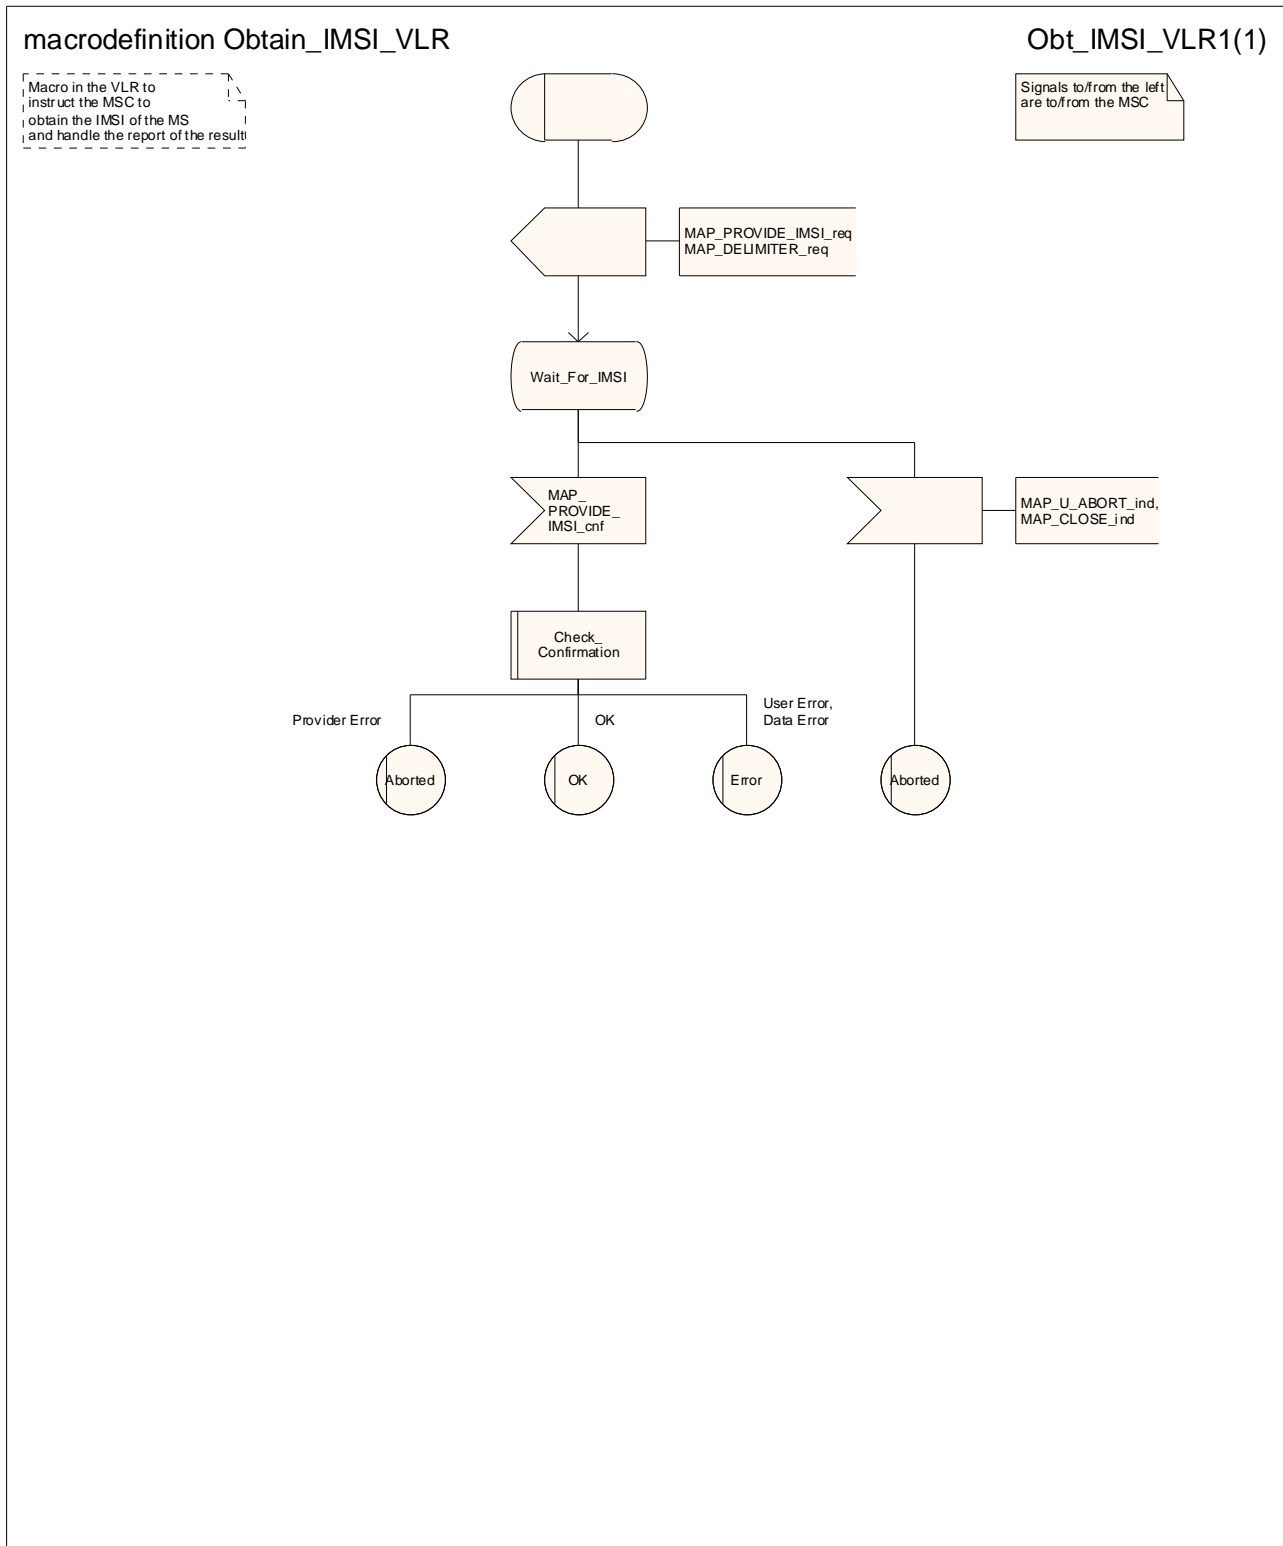 macrodefinition Obtain_IMSI_VLR
Obt_IMSI_VLR1(1)
Macro in the VLR to
instruct the MSC to
obtain the IMSI of the MS
and handle the report of the result
Signals to/from the left
are to/from the MSC
MAP_PROVIDE_IMSI_req
MAP_DELIMITER_req
Wait_For_IMSI
MAP_
PROVIDE_
IMSI_cnf
MAP_U_ABORT_ind,
MAP_CLOSE_ind
Check_
Confirmation
Provider Error
OK
User Error,
Data Error
Aborted
OK
Error
Aborted